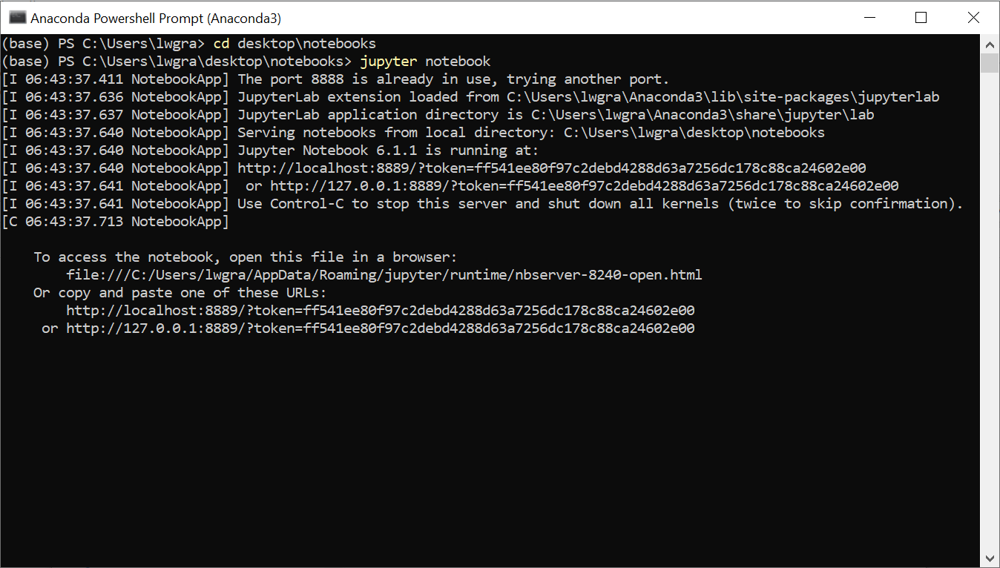 Anaconda Powershell Prompt (Anaconda3)
(base) PS C:\Users\lwgra> cd desktop\notebooks
(base) PS C:\Users\lwgra\desktop\notebooks> jupyter notebook
[I 06:43:37.411 NotebookApp] The port 8888 is already in use, trying another port.
[I 06:43:37.636 NotebookApp] JupyterLab extension loaded from C:\Users\lwgra\Anaconda3\lib\site-packages\jupyterlab
[I 06:43:37.637 NotebookApp] JupyterLab application directory is C:\Users\lwgra\Anaconda3\share\jupyter\lab
[I 06:43:37.640 NotebookApp] Serving notebooks from local directory: C:\Users\lwgra\desktop\notebooks
[I 06:43:37.640 NotebookApp] Jupyter Notebook 6.1.1 is running at:
[I 06:43:37.640 NotebookApp] http://localhost:8889/?token=ff541ee80f97c2debd4288d63a7256dc178c88ca24602e00
[I 06:43:37.641 NotebookApp]  or http://127.0.0.1:8889/?token=ff541ee80f97c2debd4288d63a7256dc178c88ca24602e00
[I 06:43:37.641 NotebookApp] Use Control-C to stop this server and shut down all kernels (twice to skip confirmation).
[C 06:43:37.713 NotebookApp]
To access the notebook, open this file in a browser:
file:///C:/Users/lwgra/AppData/Roaming/jupyter/runtime/nbserver-8240-open.html
Or copy and paste one of these URLs:
http://localhost:8889/?token=ff541ee80f97c2debd4288d63a7256dc178c88ca24602e00
or http://127.0.0.1:8889/?token=ff541ee80f97c2debd4288d63a7256dc178c88ca24602e00